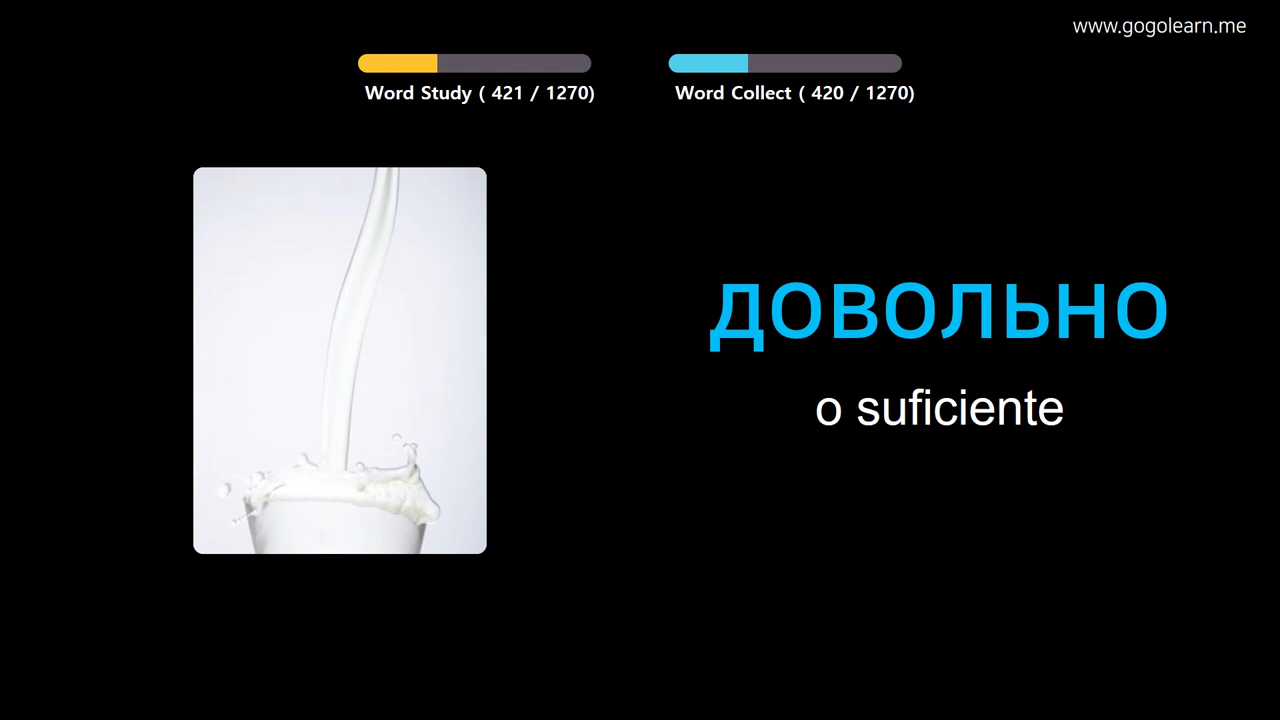 www.gogolearn.me
Word Study ( 421 / 1270)
Word Collect ( 420 / 1270)
довольно
o suficiente